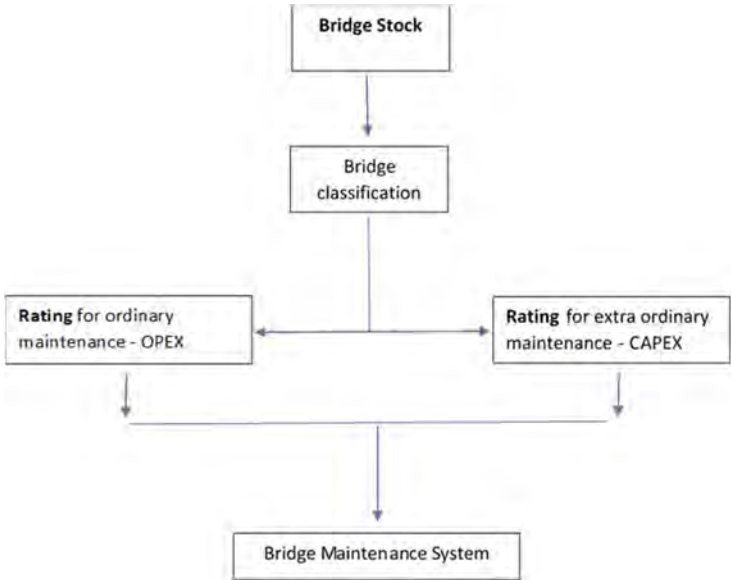 Bridge Stock
Bridge
classification
Rating for ordinary
maintenance - OPEX
Rating for extra ordinary
maintenance - CAPEX
Bridge Maintenance System